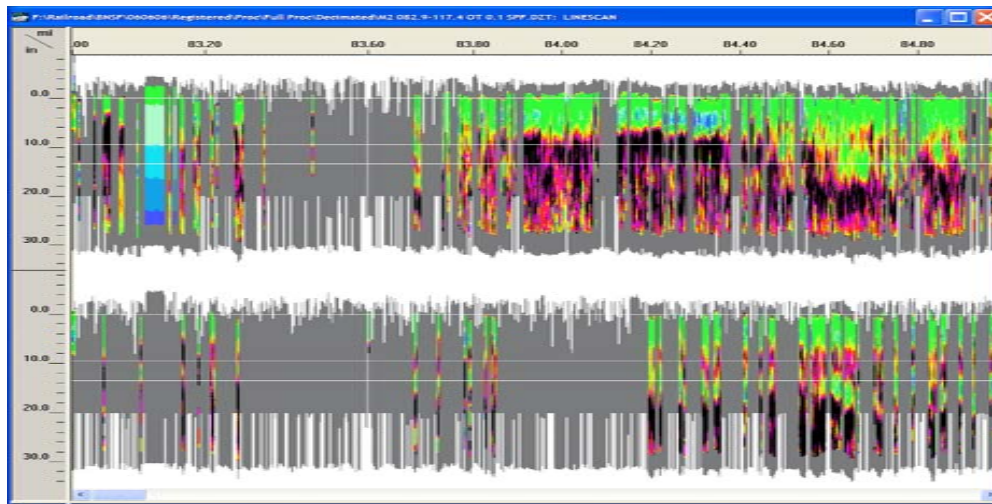 F:\Railroad\BNSF\060606\Registered\Proc\Full Proc\Decimated\M2 082.9-117.4 OT 0.1 SPF.DZT: LINESCAN
mi
in
.00 83.20 83.60 83.80 84.00 84.20 84.40 84.60 84.80
0.0
10.0
20.0
30.0
0.0
10.0
20.0
30.0